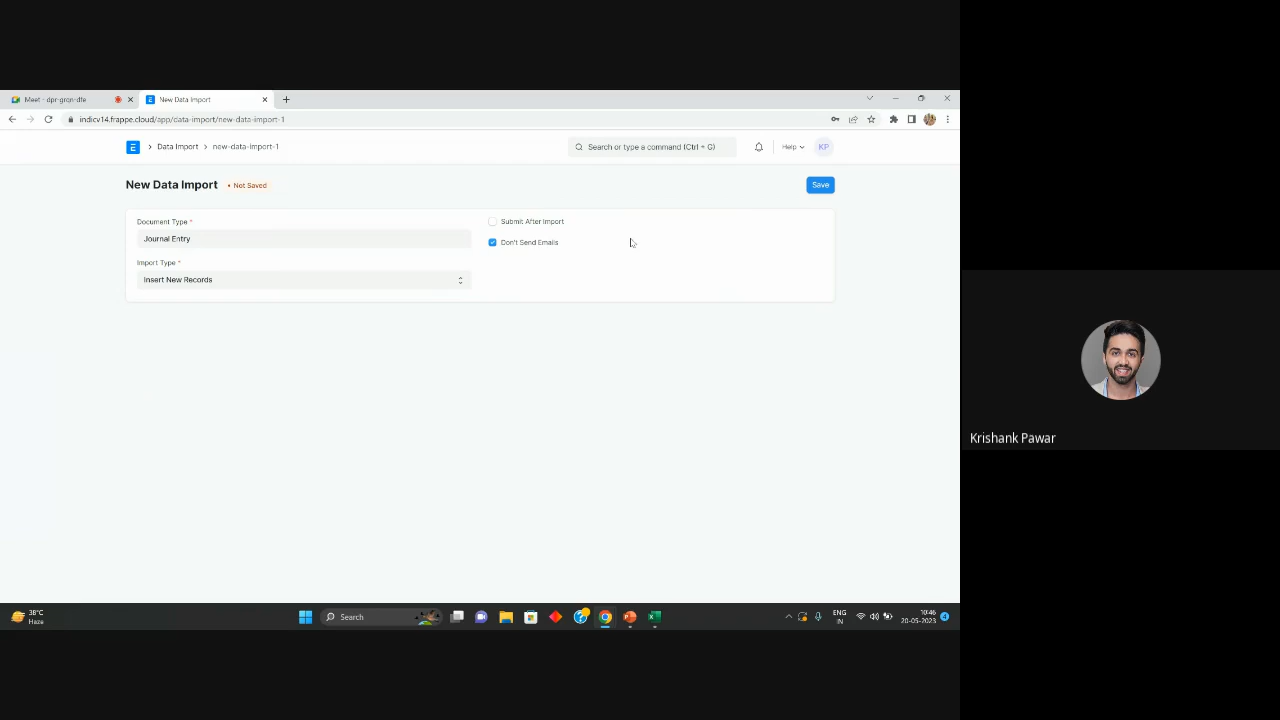 Meet - dpr-grqn-dfe
New Data Import
indicv14.frappe.cloud/app/data-import/new-data-import-1
E
Data Import
new-data-import-1
Search or type a command (Ctrl + G)
Help
KP
New Data Import
Not Saved
Save
Document Type *
Journal Entry
Import Type *
Insert New Records
Submit After Import
Don't Send Emails
Krishank Pawar
38°C
Haze
Search
ENG
IN
10:46
20-05-2023
4